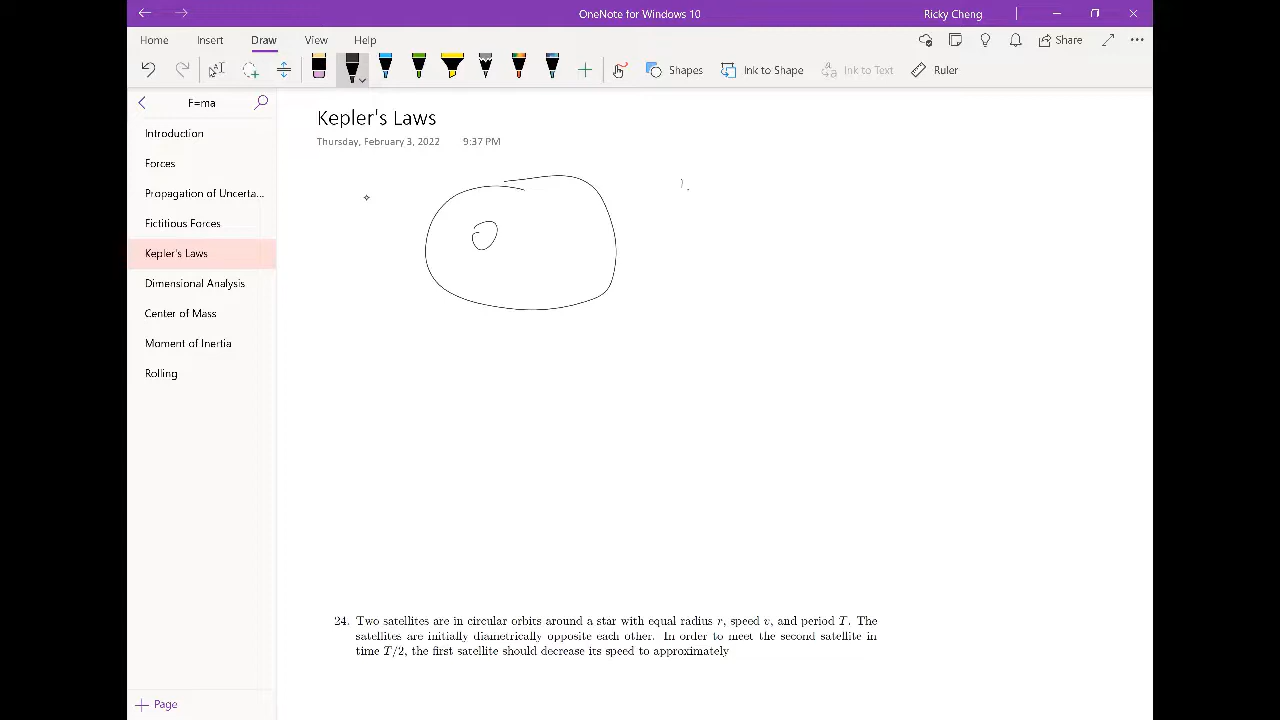 OneNote for Windows 10
Ricky Cheng
Home Insert Draw View Help
Share
Shapes Ink to Shape Ink to Text Ruler
F=ma
Introduction
Forces
Propagation of Uncerta...
Fictitious Forces
Kepler's Laws
Dimensional Analysis
Center of Mass
Moment of Inertia
Rolling
Page
Kepler's Laws
Thursday, February 3, 2022 9:37 PM
1.
24. Two satellites are in circular orbits around a star with equal radius r, speed v, and period T. The
satellites are initially diametrically opposite each other. In order to meet the second satellite in
time T/2, the first satellite should decrease its speed to approximately